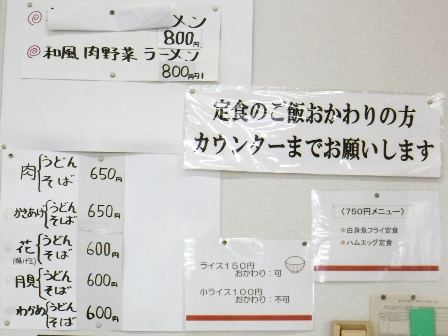 ーメン
800円
和風肉野菜ラーメン
800円
定食のご飯おかわりの方
カウンターまでお願いします
肉 うどん そば 650円
かきあげ うどん そば 650円
花 (揚げ玉) うどん そば 600円
月見 うどん そば 600円
わかめ うどん そば 600円
ライス150円
おかわり:可
小ライス100円
おかわり:不可
〈750円メニュー〉
白身魚フライ定食
ハムエッグ定食